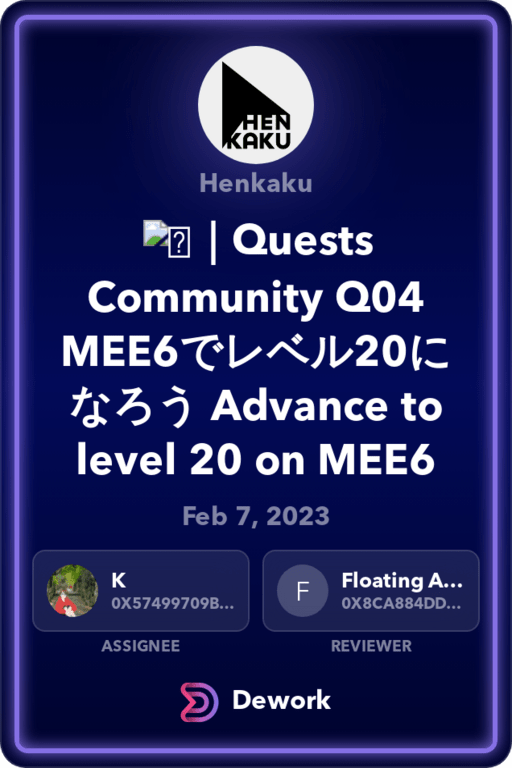 HEN
KAKU
Henkaku
| Quests
Community Q04
MEE6でレベル20に
なろう Advance to
level 20 on MEE6
Feb 7, 2023
K
0X57499709B...
ASSIGNEE
F
Floating A...
0X8CA884DD...
REVIEWER
Dework